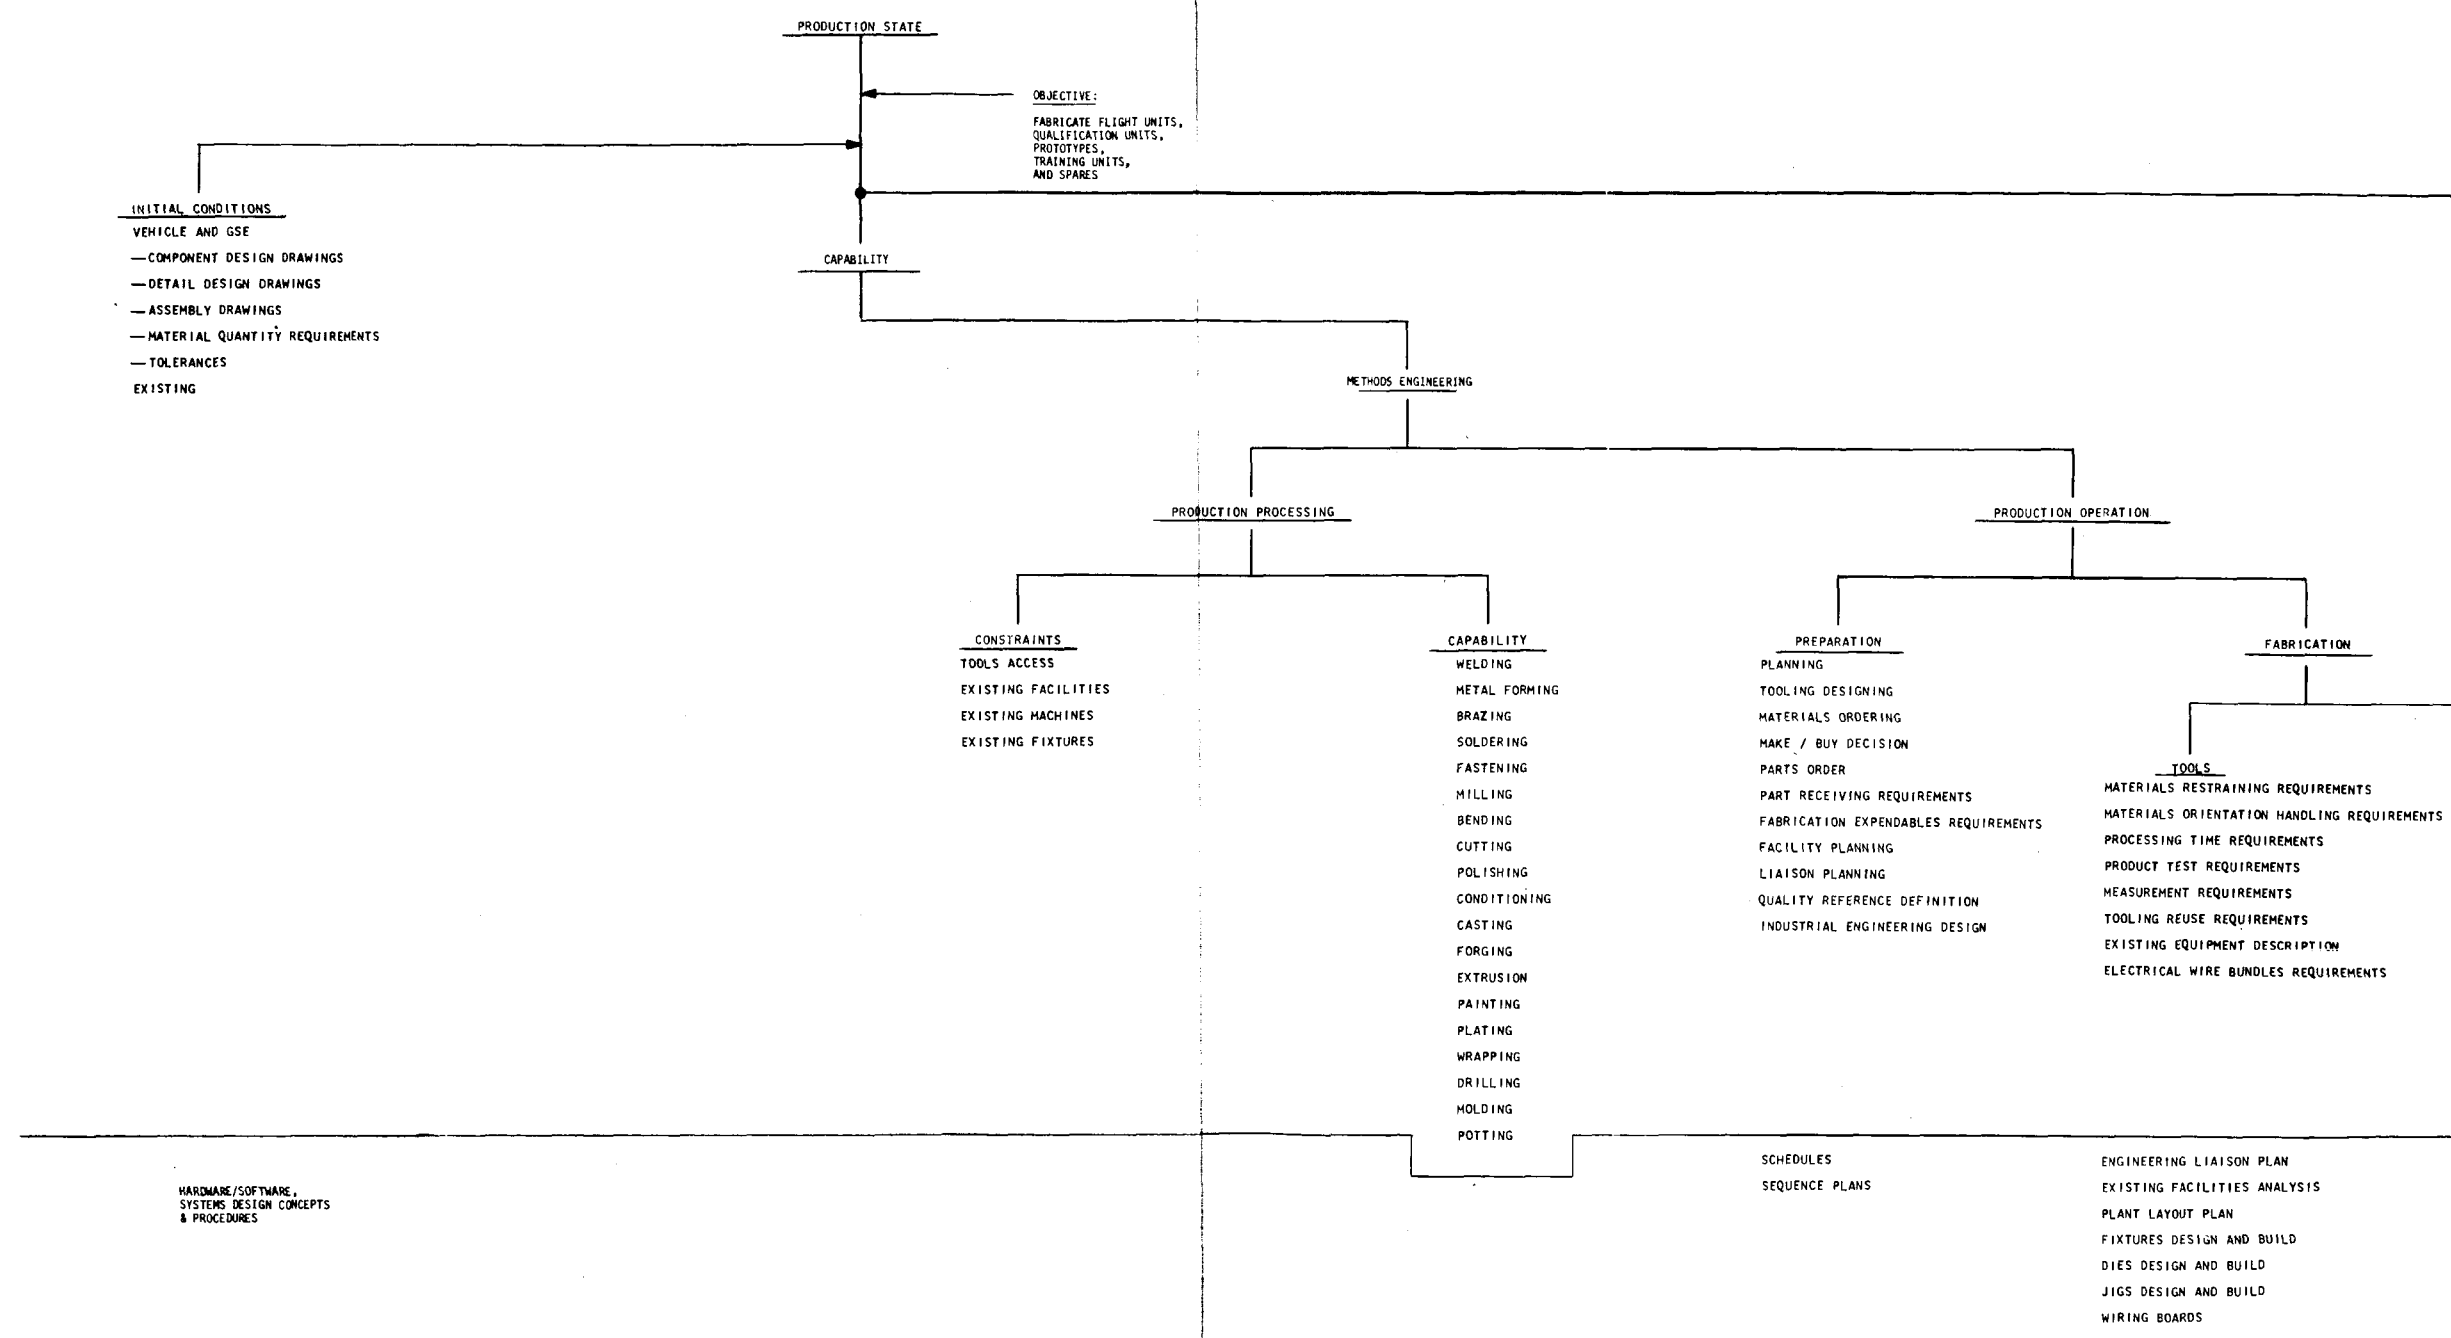 PRODUCTION STATE
OBJECTIVE:
FABRICATE FLIGHT UNITS,
QUALIFICATION UNITS,
PROTOTYPES,
TRAINING UNITS,
AND SPARES
INITIAL CONDITIONS
VEHICLE AND GSE
—COMPONENT DESIGN DRAWINGS
—DETAIL DESIGN DRAWINGS
—ASSEMBLY DRAWINGS
—MATERIAL QUANTITY REQUIREMENTS
—TOLERANCES
EXISTING
CAPABILITY
METHODS ENGINEERING
PRODUCTION PROCESSING
PRODUCTION OPERATION
CONSTRAINTS
TOOLS ACCESS
EXISTING FACILITIES
EXISTING MACHINES
EXISTING FIXTURES
CAPABILITY
WELDING
METAL FORMING
BRAZING
SOLDERING
FASTENING
MILLING
BENDING
CUTTING
POLISHING
CONDITIONING
CASTING
FORGING
EXTRUSION
PAINTING
PLATING
WRAPPING
DRILLING
MOLDING
POTTING
PREPARATION
PLANNING
TOOLING DESIGNING
MATERIALS ORDERING
MAKE / BUY DECISION
PARTS ORDER
PART RECEIVING REQUIREMENTS
FABRICATION EXPENDABLES REQUIREMENTS
FACILITY PLANNING
LIAISON PLANNING
QUALITY REFERENCE DEFINITION
INDUSTRIAL ENGINEERING DESIGN
FABRICATION
TOOLS
MATERIALS RESTRAINING REQUIREMENTS
MATERIALS ORIENTATION HANDLING REQUIREMENTS
PROCESSING TIME REQUIREMENTS
PRODUCT TEST REQUIREMENTS
MEASUREMENT REQUIREMENTS
TOOLING REUSE REQUIREMENTS
EXISTING EQUIPMENT DESCRIPTION
ELECTRICAL WIRE BUNDLES REQUIREMENTS
HARDWARE/SOFTWARE,
SYSTEMS DESIGN CONCEPTS
& PROCEDURES
SCHEDULES
SEQUENCE PLANS
ENGINEERING LIAISON PLAN
EXISTING FACILITIES ANALYSIS
PLANT LAYOUT PLAN
FIXTURES DESIGN AND BUILD
DIES DESIGN AND BUILD
JIGS DESIGN AND BUILD
WIRING BOARDS